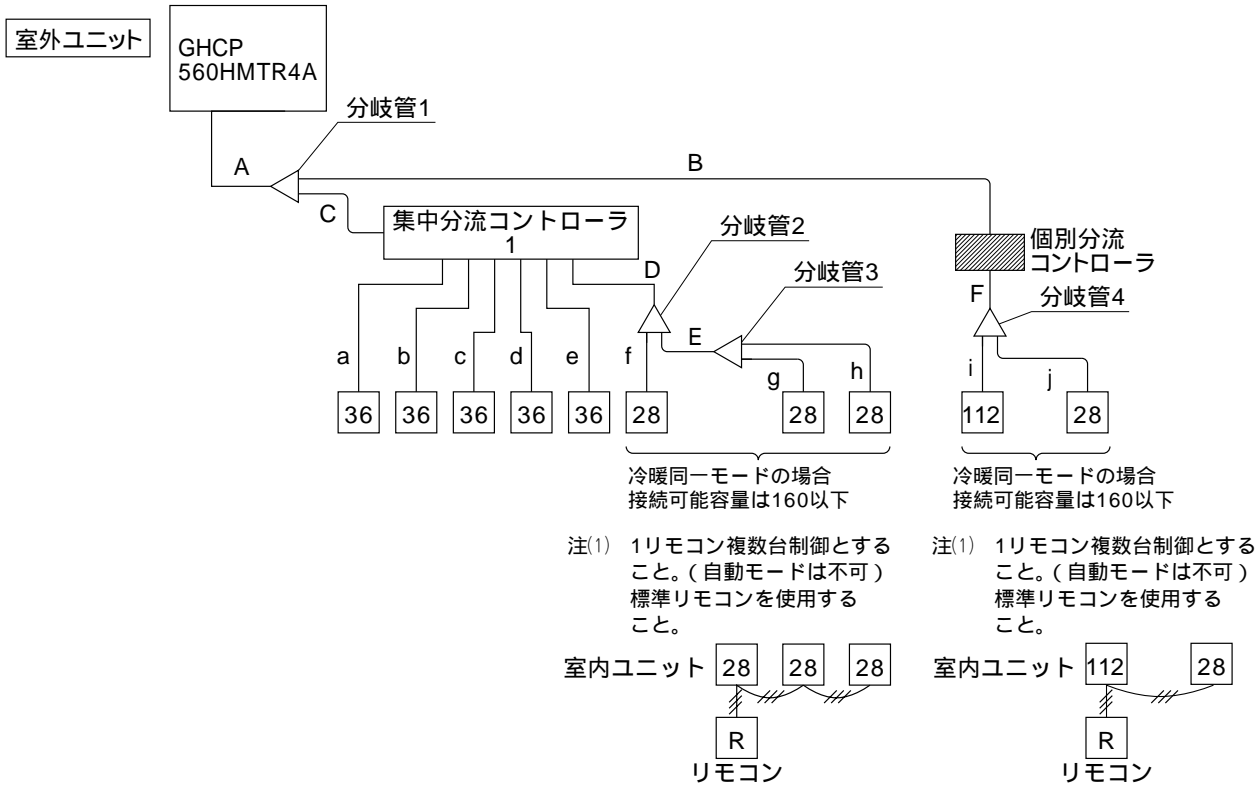 室外ユニット
GHCP
560HMTR4A
分岐管1
A
B
C
集中分流コントローラ
1
分岐管2
D
分岐管3
E
個別分流
コントローラ
F
分岐管4
a
b
c
d
e
f
g
h
i
j
36
36
36
36
36
28
28
28
112
28
冷暖同一モードの場合
接続可能容量は160以下
冷暖同一モードの場合
接続可能容量は160以下
注⑴ 1リモコン複数台制御とする
こと。(自動モードは不可)
標準リモコンを使用する
こと。
注⑴ 1リモコン複数台制御とする
こと。(自動モードは不可)
標準リモコンを使用する
こと。
室内ユニット 28 28 28
R
リモコン
室内ユニット 112 28
R
リモコン